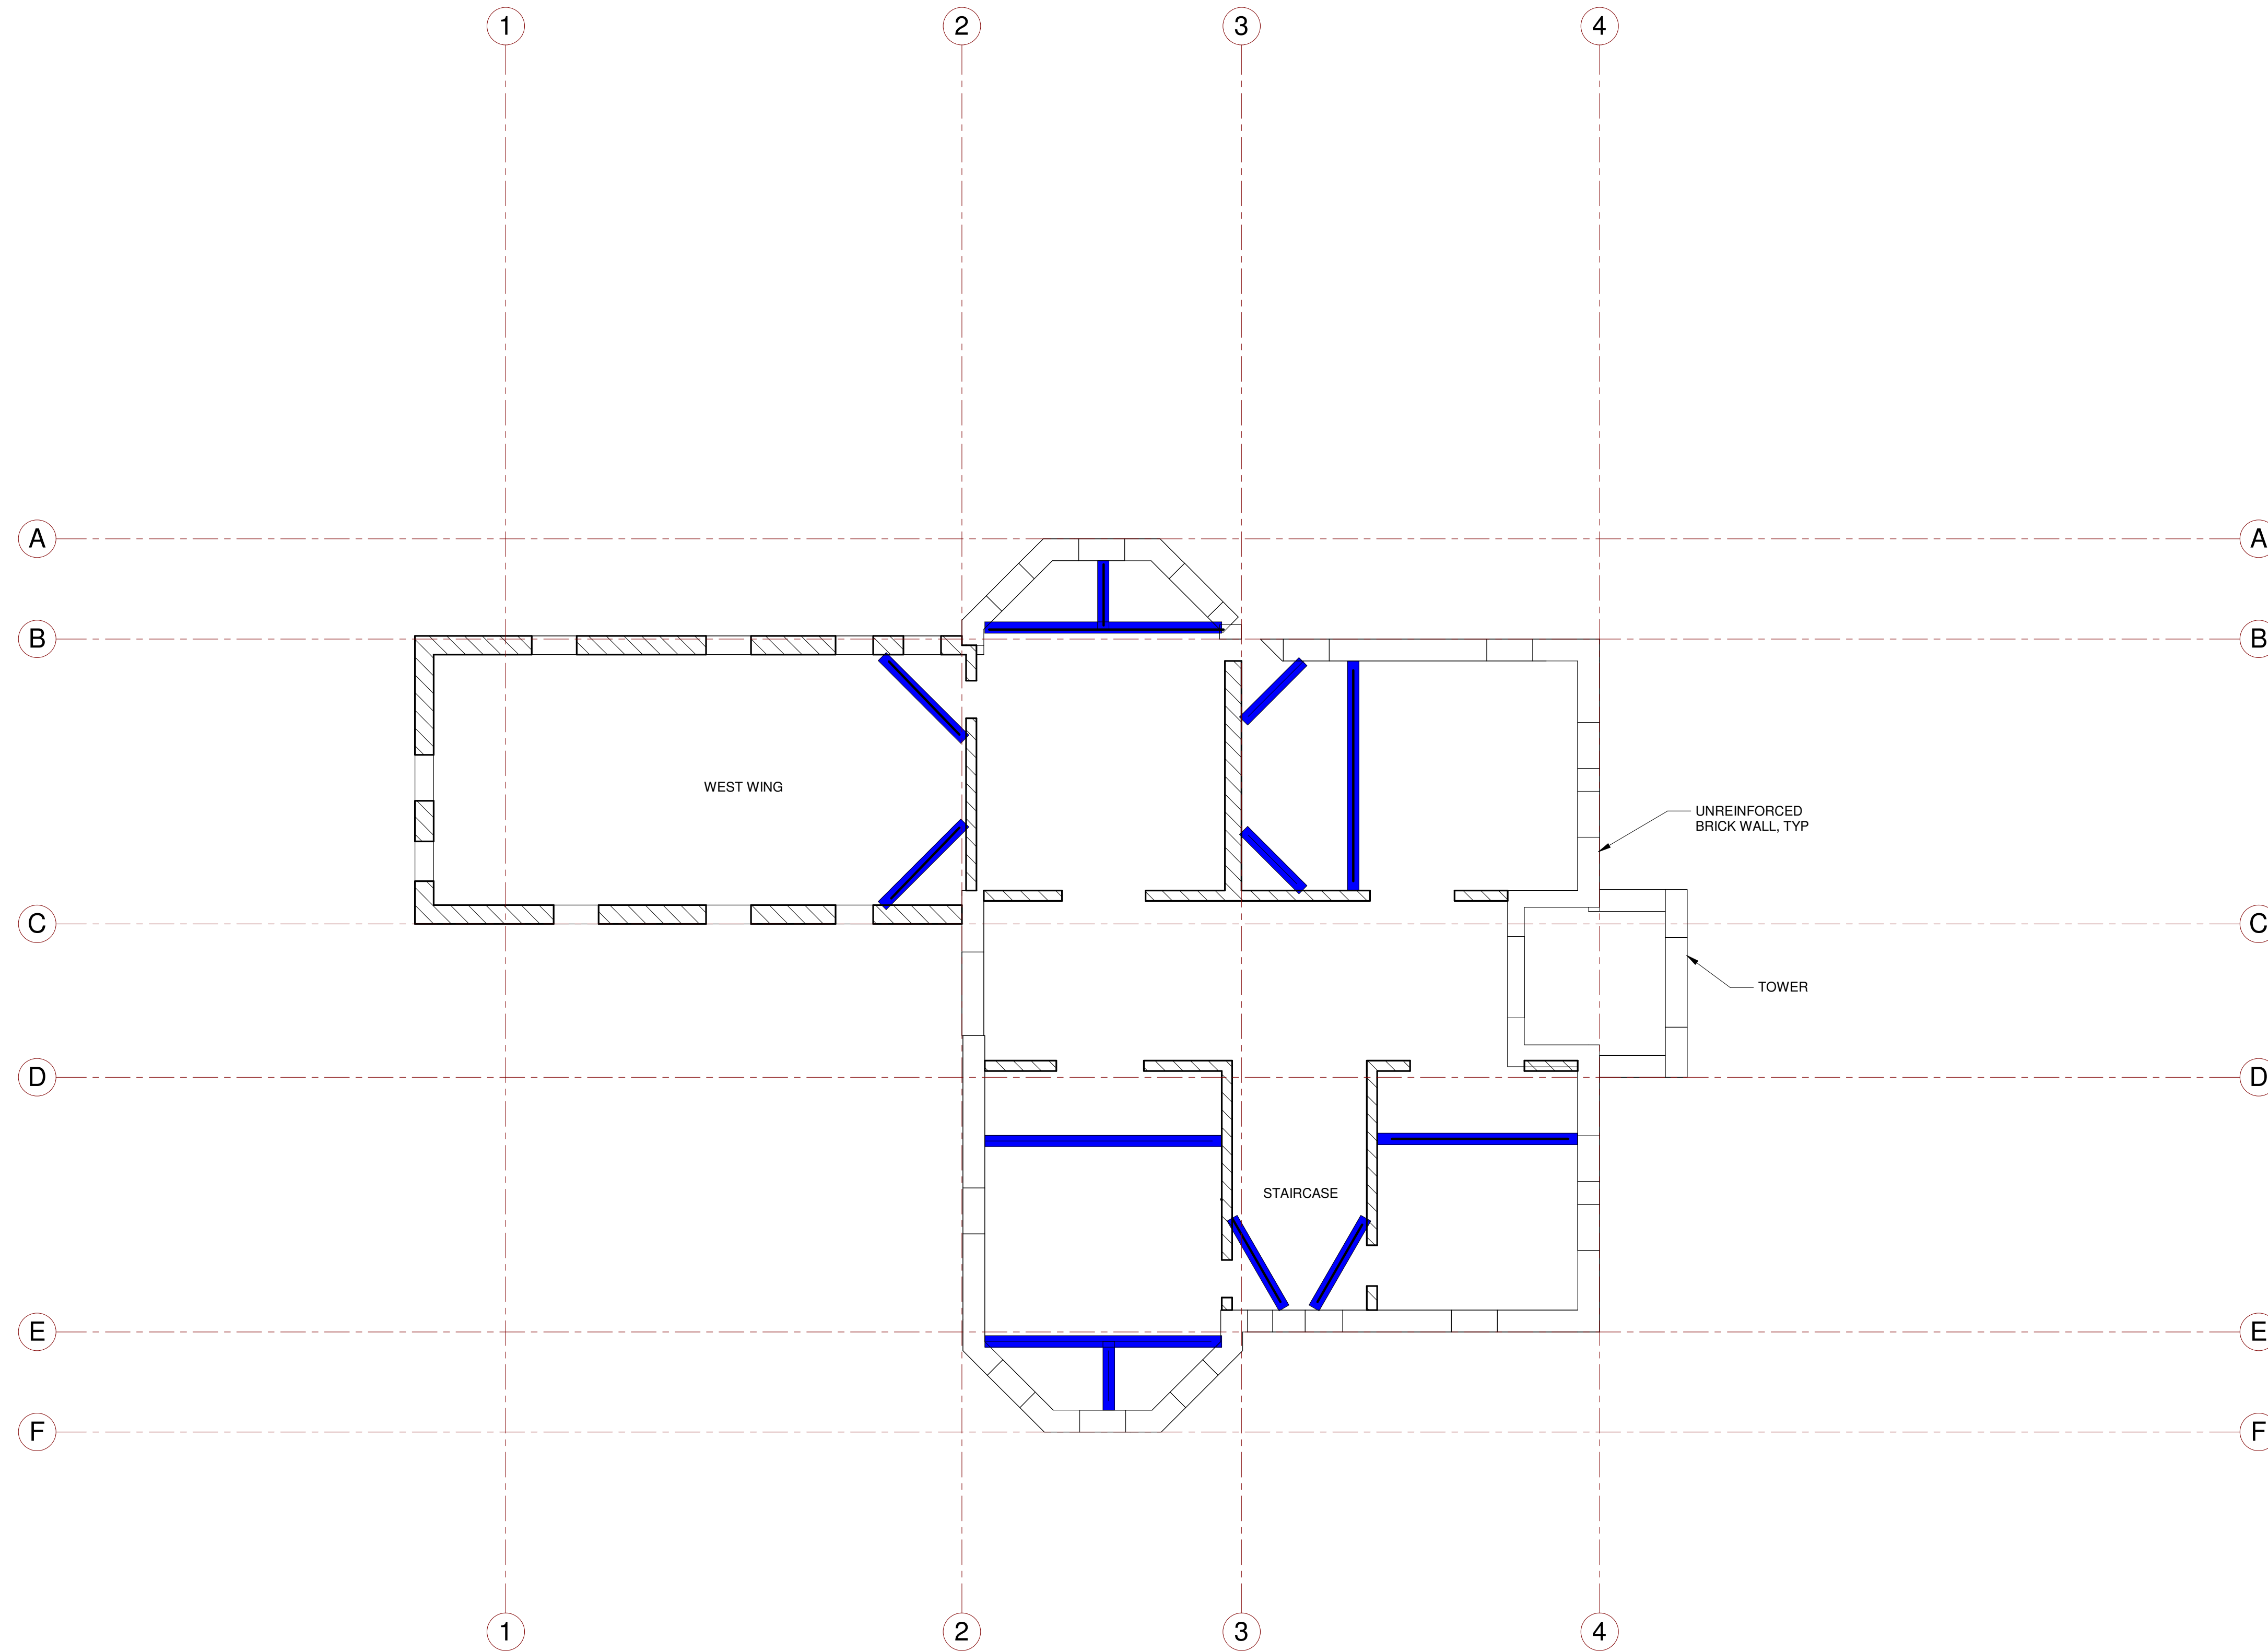 1
2
3
4
A
A
B
B
WEST WING
UNREINFORCED
BRICK WALL, TYP
C
C
TOWER
D
D
STAIRCASE
E
E
F
F
1
2
3
4